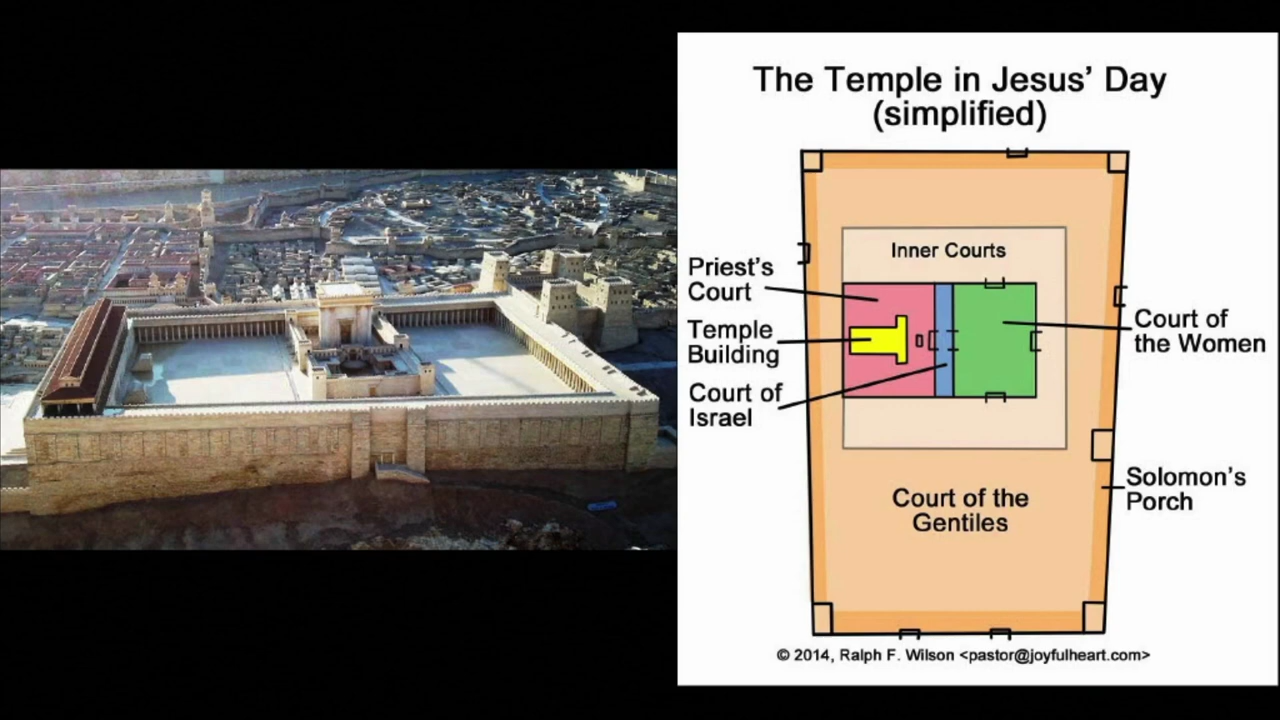 The Temple in Jesus' Day
(simplified)
Inner Courts
Priest's
Court
Temple
Building
Court of
Israel
Court of
the Women
Solomon's
Porch
Court of the
Gentiles
© 2014, Ralph F. Wilson <pastor@joyfulheart.com>